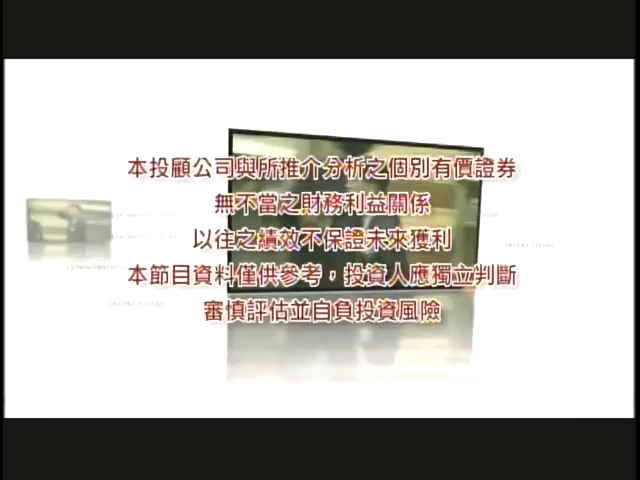 本投顧公司與所推介分析之個別有價證券
無不當之財務利益關係
以往之績效不保證未來獲利
本節目資料僅供參考，投資人應獨立判斷
審慎評估並自負投資風險